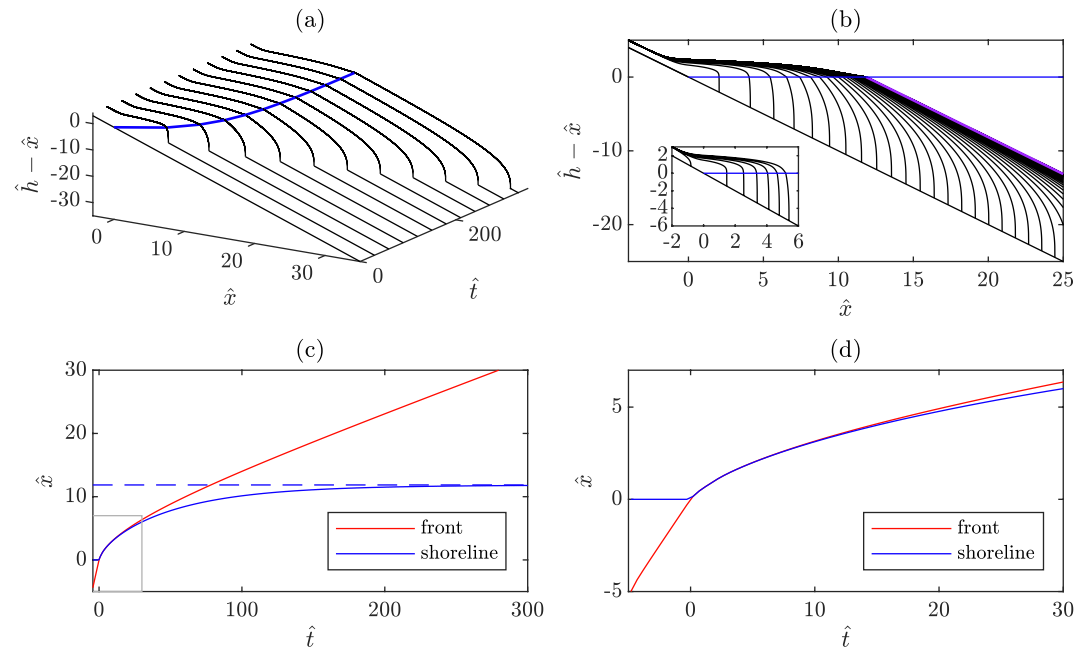 (a)
0
-10
-20
-30
ĥ − x̂
0
10
20
30
x̂
0
200
t̂
(b)
0
-10
-20
ĥ − x̂
2
0
-2
-4
-6
-2 0 2 4 6
0 5 10 15 20 25
x̂
(c)
30
20
10
0
x̂
front
shoreline
0 100 200 300
t̂
(d)
5
0
-5
x̂
front
shoreline
0 10 20 30
t̂